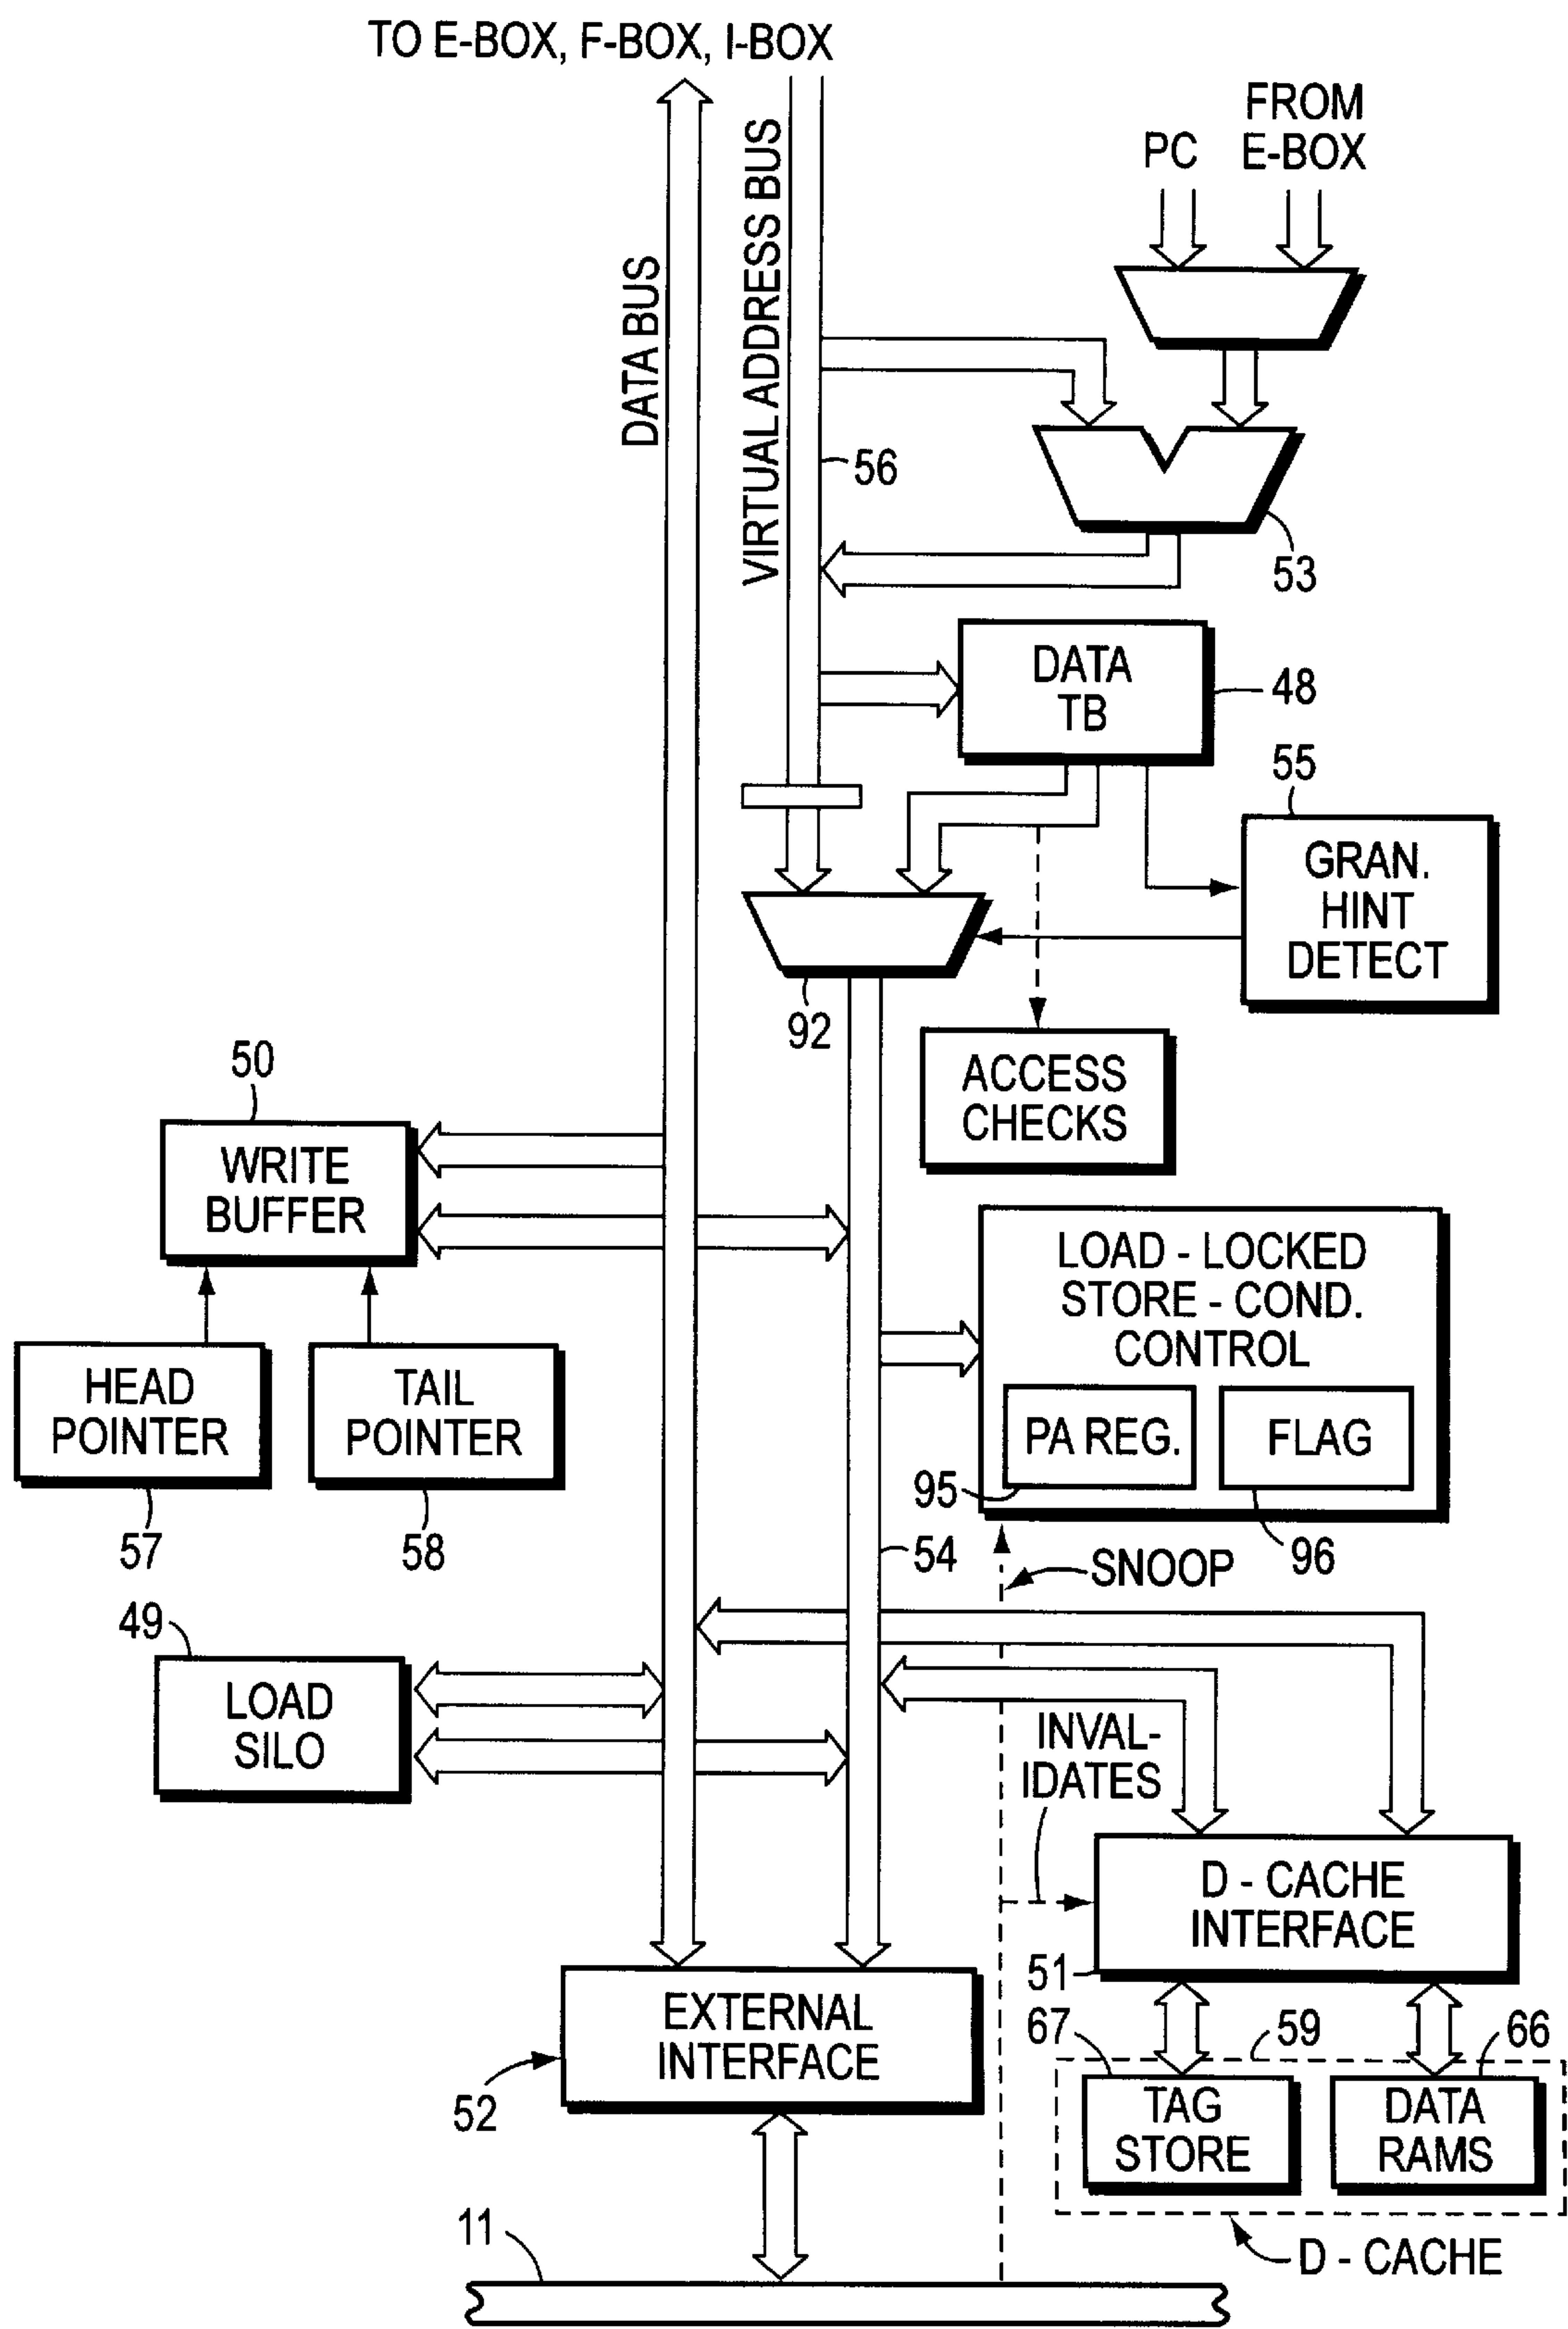 TO E-BOX, F-BOX, I-BOX
FROM
PC E-BOX
DATA BUS
VIRTUAL ADDRESS BUS
56
53
DATA
TB
48
55
GRAN.
HINT
DETECT
92
ACCESS
CHECKS
50
WRITE
BUFFER
LOAD - LOCKED
STORE - COND.
CONTROL
PA REG.
FLAG
95
96
HEAD
POINTER
TAIL
POINTER
57
58
54
SNOOP
49
LOAD
SILO
INVAL-
IDATES
D - CACHE
INTERFACE
51
EXTERNAL
INTERFACE
52
67
59
66
TAG
STORE
DATA
RAMS
D - CACHE
11